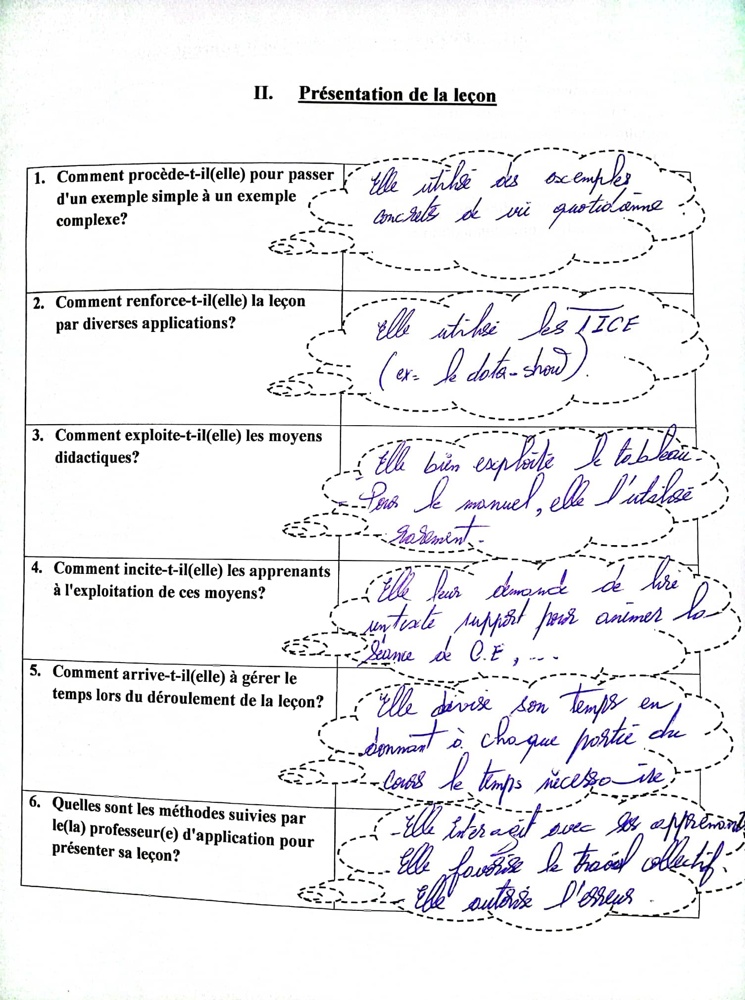 II. Présentation de la leçon
1. Comment procède-t-il(elle) pour passer
d'un exemple simple à un exemple
complexe?
Elle utilise des exemples
concrets de vie quotidienne.
2. Comment renforce-t-il(elle) la leçon
par diverses applications?
Elle utilise les TICE
(ex= le data-show).
3. Comment exploite-t-il(elle) les moyens
didactiques?
Elle bien exploite le tableau.
Pour le manuel, elle l'utilise
rarement.
4. Comment incite-t-il(elle) les apprenants
à l'exploitation de ces moyens?
Elle leur demande de lire
un texte support pour animer la
séance de C.E, ...
5. Comment arrive-t-il(elle) à gérer le
temps lors du déroulement de la leçon?
Elle divise son temps en
donnant à chaque partie du
cours le temps nécessaire
6. Quelles sont les méthodes suivies par
le(la) professeur(e) d'application pour
présenter sa leçon?
-Elle interagit avec les apprenants
-Elle favorise le travail collectif.
-Elle autorise l'erreur.